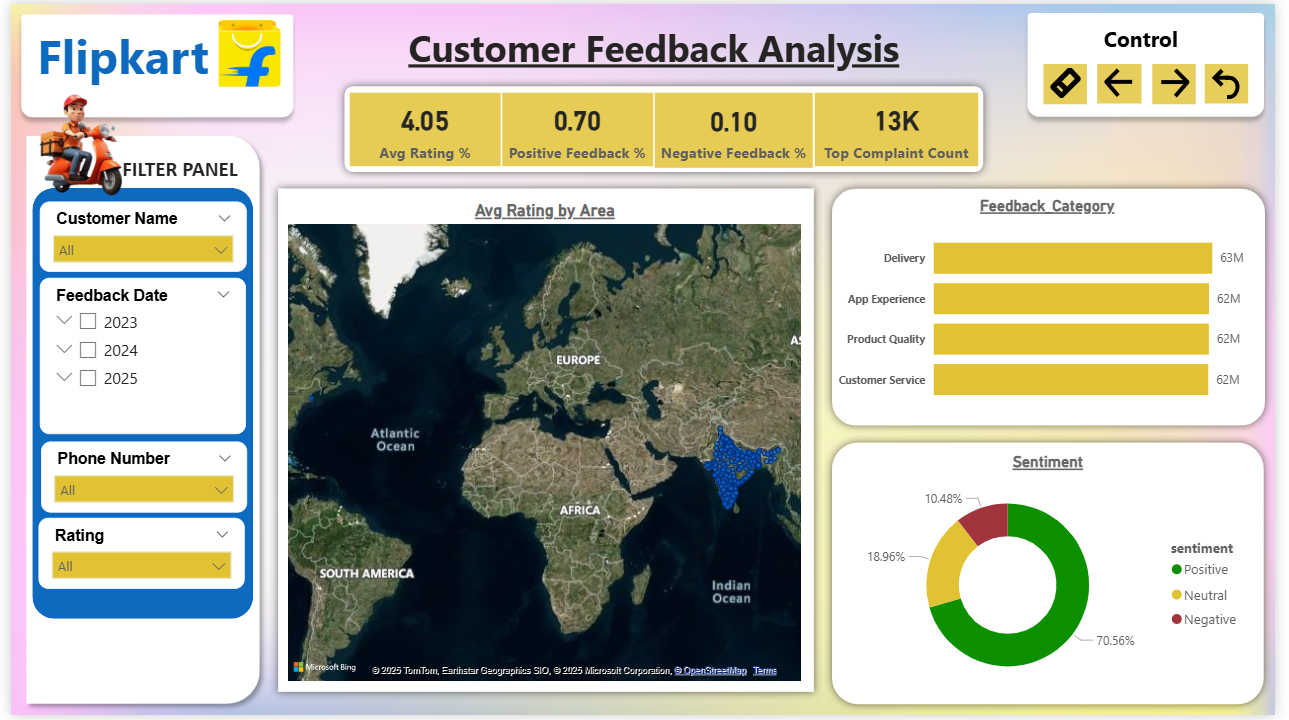 Flipkart
Customer Feedback Analysis
Control
4.05
Avg Rating %
0.70
Positive Feedback %
0.10
Negative Feedback %
13K
Top Complaint Count
FILTER PANEL
Customer Name
All
Feedback Date
2023
2024
2025
Phone Number
All
Rating
All
Avg Rating by Area
EUROPE
AS
Atlantic
Ocean
AFRICA
SOUTH AMERICA
Indian
Ocean
Microsoft Bing
© 2025 TomTom, Earthstar Geographics SIO, © 2025 Microsoft Corporation, © OpenStreetMap Terms
Feedback_Category
Delivery 63M
App Experience 62M
Product Quality 62M
Customer Service 62M
Sentiment
10.48%
18.96%
70.56%
sentiment
Positive
Neutral
Negative